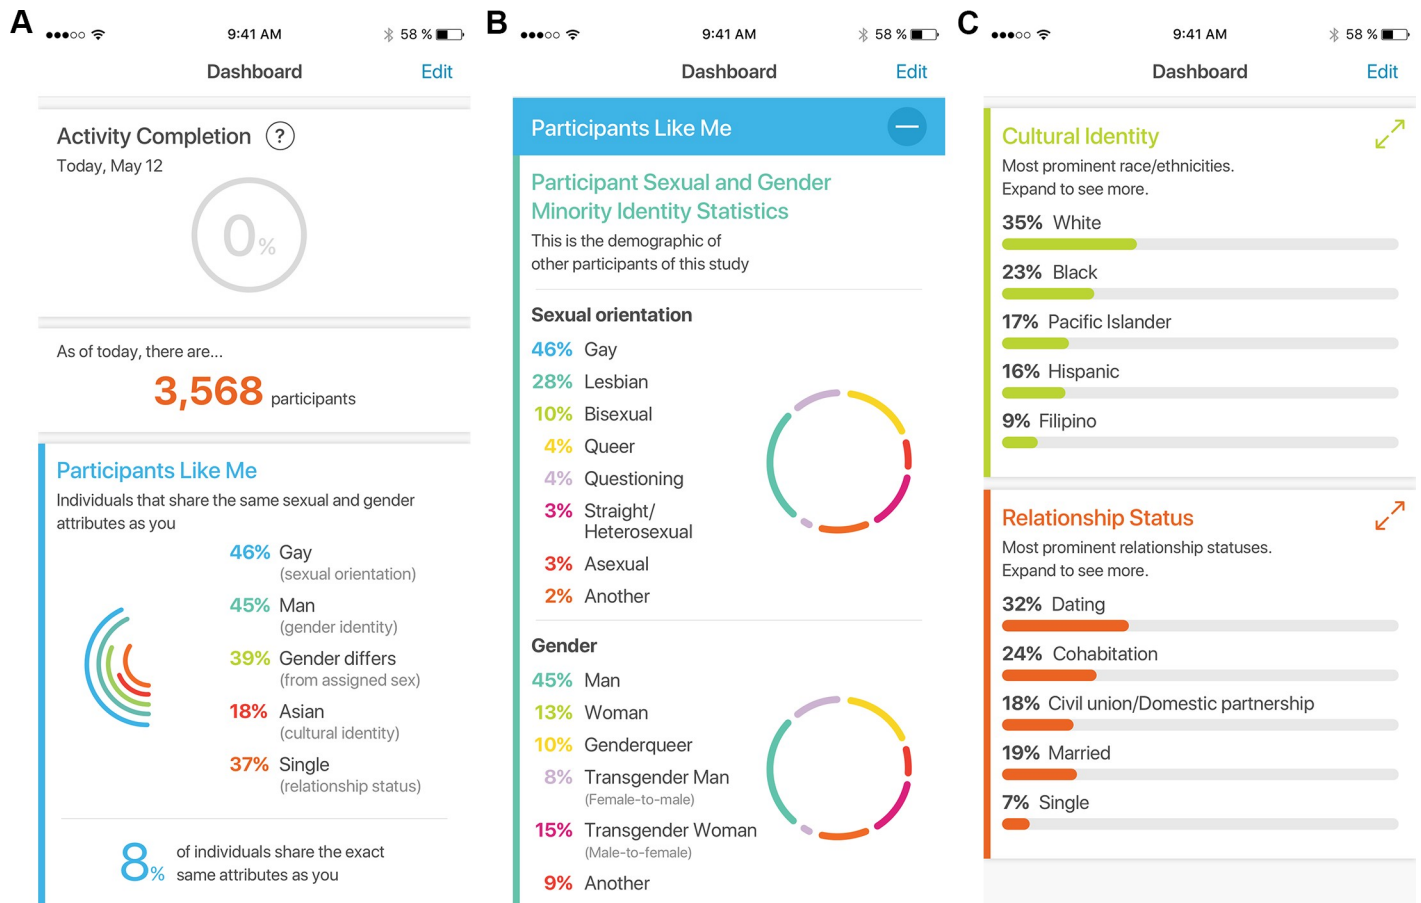 A
9:41 AM
58 %
Dashboard
Edit
Activity Completion ?
Today, May 12
0%
As of today, there are...
3,568 participants
Participants Like Me
Individuals that share the same sexual and gender
attributes as you
46% Gay
(sexual orientation)
45% Man
(gender identity)
39% Gender differs
(from assigned sex)
18% Asian
(cultural identity)
37% Single
(relationship status)
8% of individuals share the exact
same attributes as you
B
9:41 AM
58 %
Dashboard
Edit
Participants Like Me
Participant Sexual and Gender
Minority Identity Statistics
This is the demographic of
other participants of this study
Sexual orientation
46% Gay
28% Lesbian
10% Bisexual
4% Queer
4% Questioning
3% Straight/
Heterosexual
3% Asexual
2% Another
Gender
45% Man
13% Woman
10% Genderqueer
8% Transgender Man
(Female-to-male)
15% Transgender Woman
(Male-to-female)
9% Another
C
9:41 AM
58 %
Dashboard
Edit
Cultural Identity
Most prominent race/ethnicities.
Expand to see more.
35% White
23% Black
17% Pacific Islander
16% Hispanic
9% Filipino
Relationship Status
Most prominent relationship statuses.
Expand to see more.
32% Dating
24% Cohabitation
18% Civil union/Domestic partnership
19% Married
7% Single